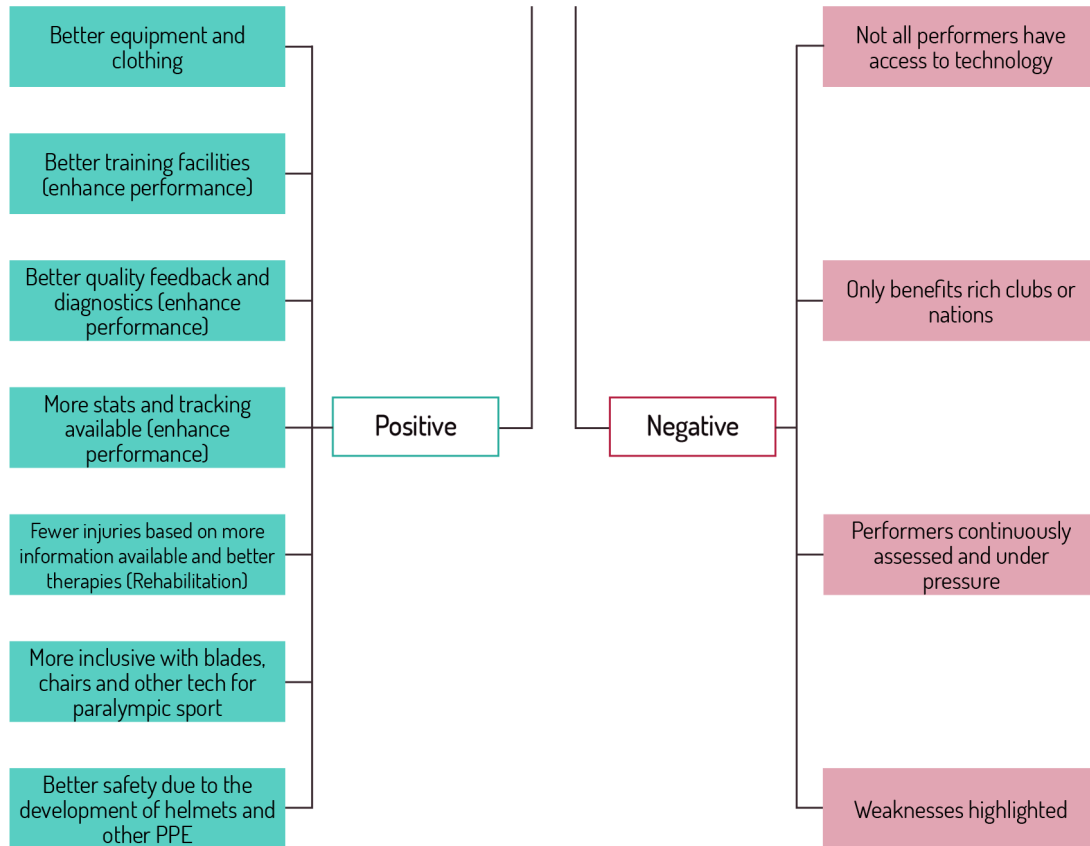 Better equipment and
clothing
Better training facilities
(enhance performance)
Better quality feedback and
diagnostics (enhance
performance)
More stats and tracking
available (enhance
performance)
Fewer injuries based on more
information available and better
therapies (Rehabilitation)
More inclusive with blades,
chairs and other tech for
paralympic sport
Better safety due to the
development of helmets and
other PPE
Positive
Negative
Not all performers have
access to technology
Only benefits rich clubs or
nations
Performers continuously
assessed and under
pressure
Weaknesses highlighted